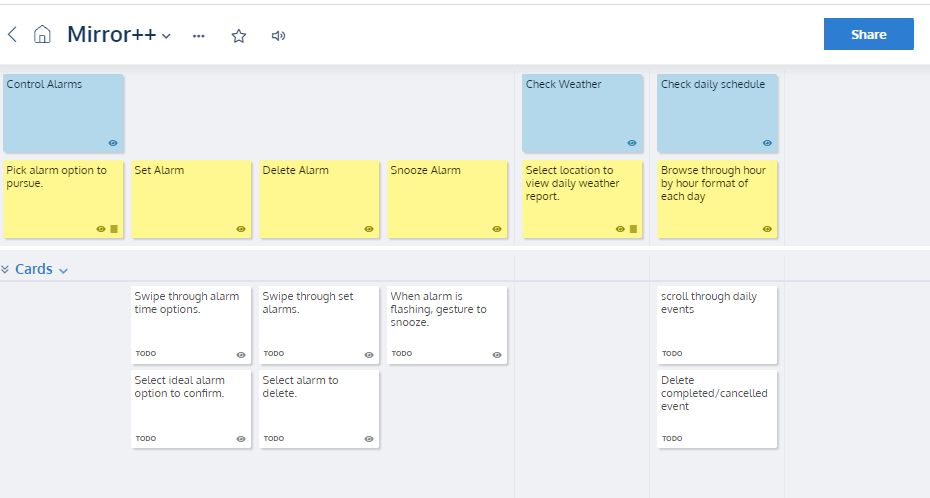 Mirror++
Share
Control Alarms
Check Weather
Check daily schedule
Pick alarm option to
pursue.
Set Alarm
Delete Alarm
Snooze Alarm
Select location to
view daily weather
report.
Browse through hour
by hour format of
each day
Cards
Swipe through alarm
time options.
TODO
Swipe through set
alarms.
TODO
When alarm is
flashing, gesture to
snooze.
TODO
scroll through daily
events
TODO
Select ideal alarm
option to confirm.
TODO
Select alarm to
delete.
TODO
Delete
completed/cancelled
event
TODO